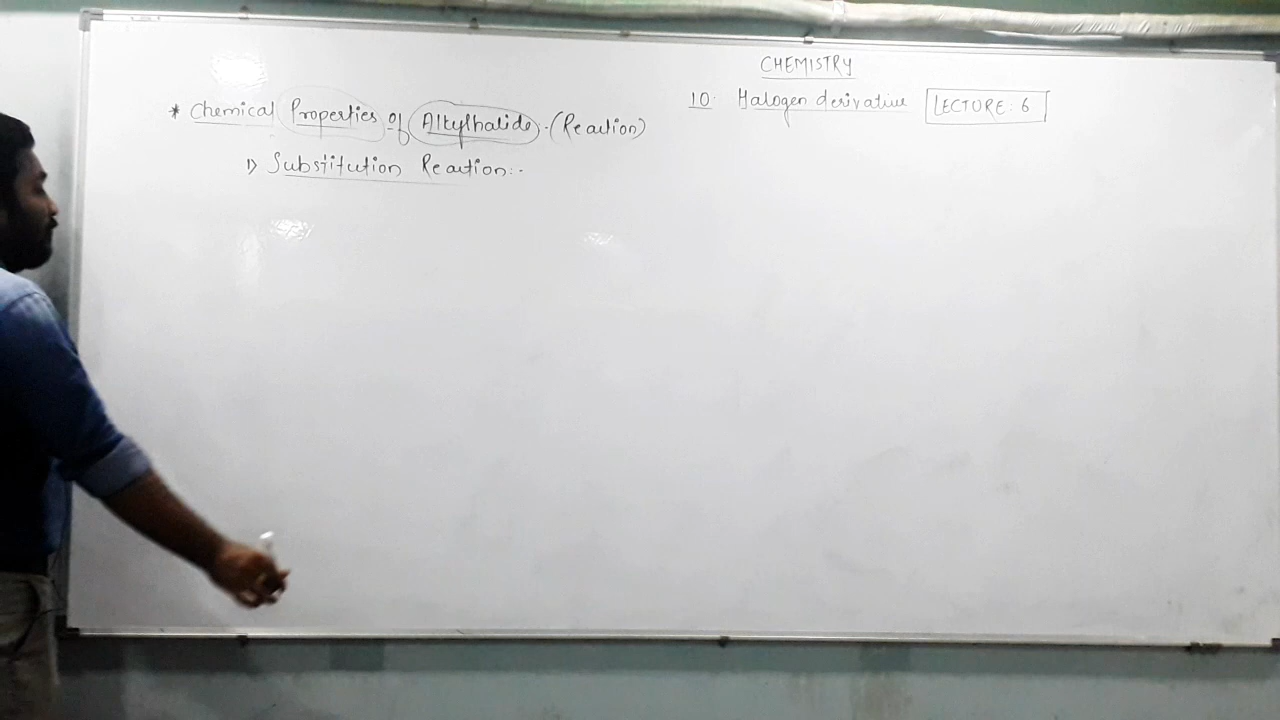 CHEMISTRY
10. Halogen derivative LECTURE: 6
* Chemical Properties of Alkylhalide. (Reaction)
1) Substitution Reaction:-